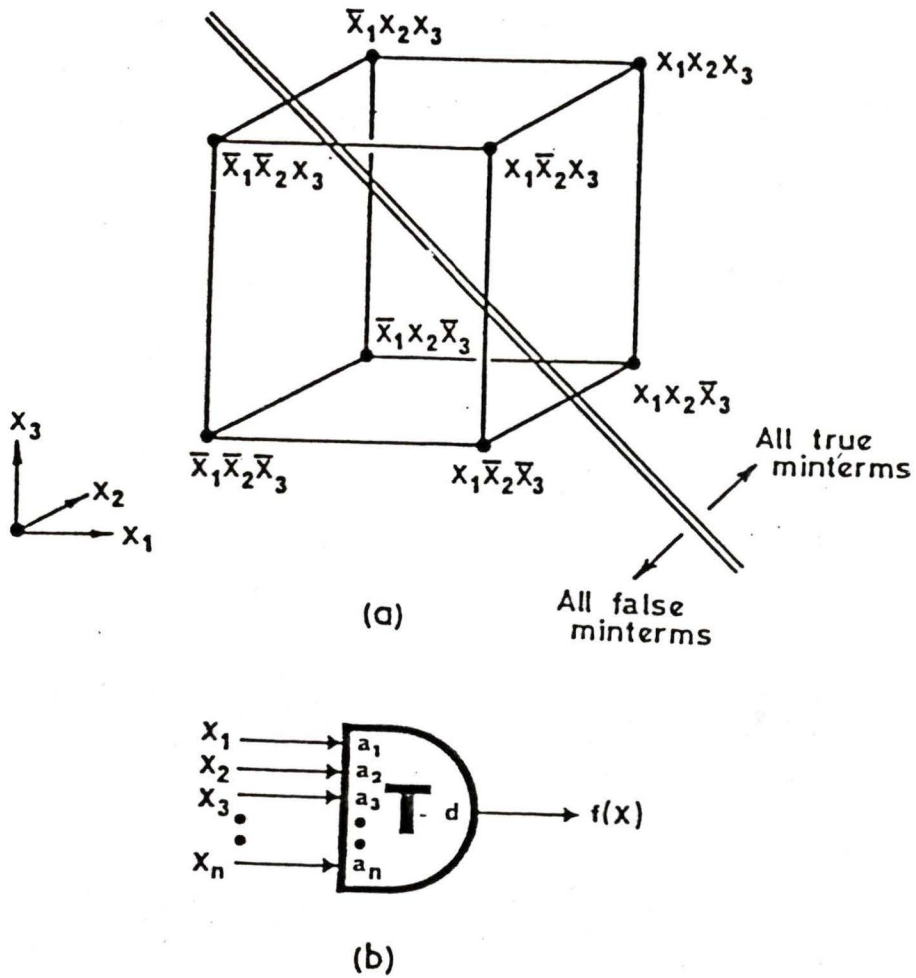 X̅₁X₂X₃
X₁X₂X₃
X̅₁X̅₂X₃
X₁X̅₂X₃
X̅₁X₂X̅₃
X₁X₂X̅₃
X̅₁X̅₂X̅₃
X₁X̅₂X̅₃
X₃
X₂
X₁
All true
minterms
All false
minterms
(a)
X₁ a₁
X₂ a₂
X₃ a₃ T d f(X)
Xₙ aₙ
(b)